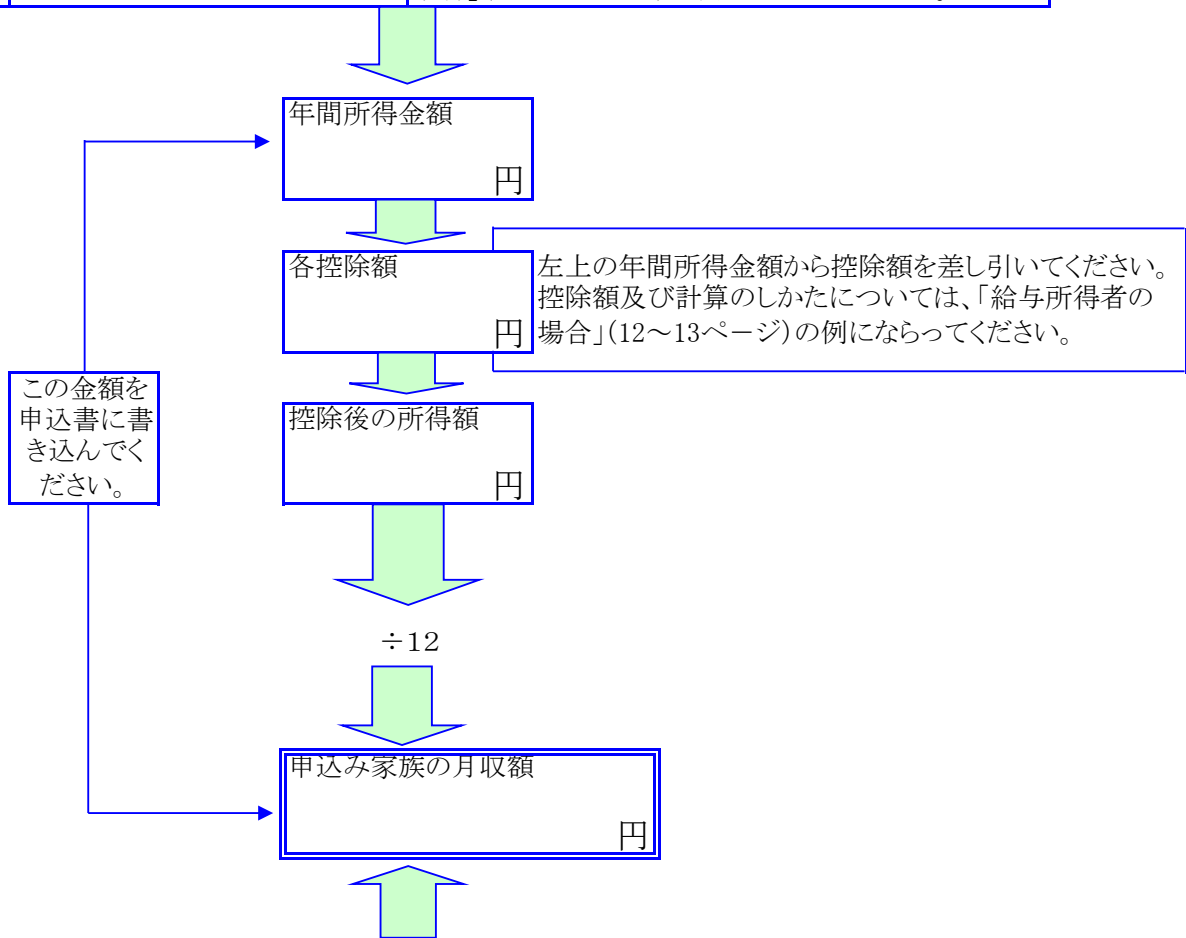 年間所得金額
円
各控除額
円
左上の年間所得金額から控除額を差し引いてください。
控除額及び計算のしかたについては、「給与所得者の
場合」(12～13ページ)の例にならってください。
この金額を
申込書に書
き込んでく
ださい。
控除後の所得額
円
÷12
申込み家族の月収額
円